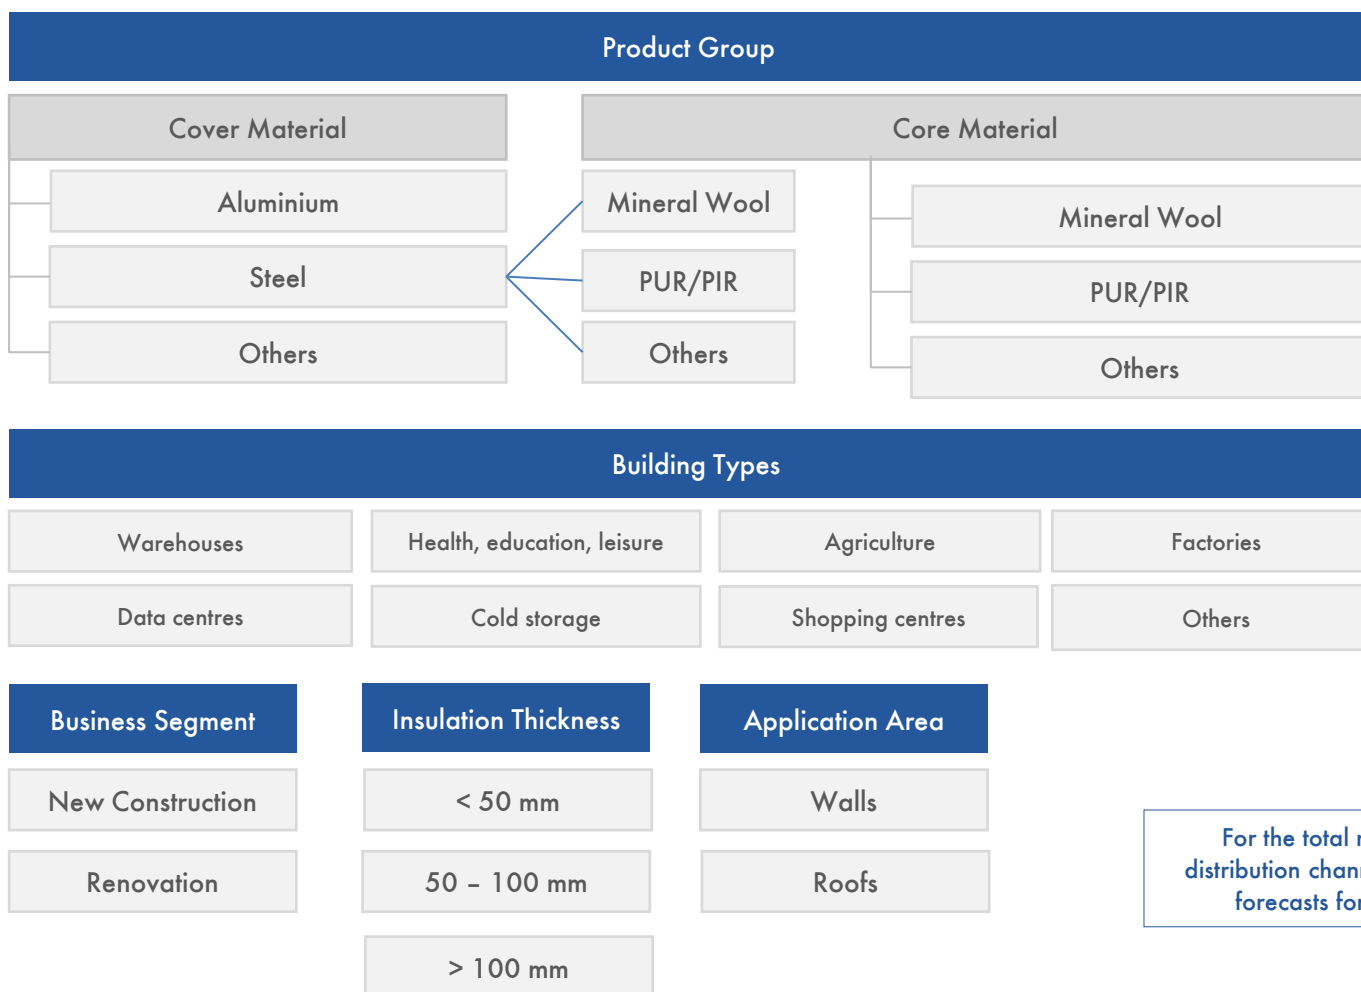 Product Group
Cover Material
Core Material
Aluminium
Steel
Others
Mineral Wool
PUR/PIR
Others
Mineral Wool
PUR/PIR
Others
Building Types
Warehouses
Health, education, leisure
Agriculture
Factories
Data centres
Cold storage
Shopping centres
Others
Business Segment
New Construction
Renovation
Insulation Thickness
< 50 mm
50 – 100 mm
> 100 mm
Application Area
Walls
Roofs
For the total
distribution
forecasts for